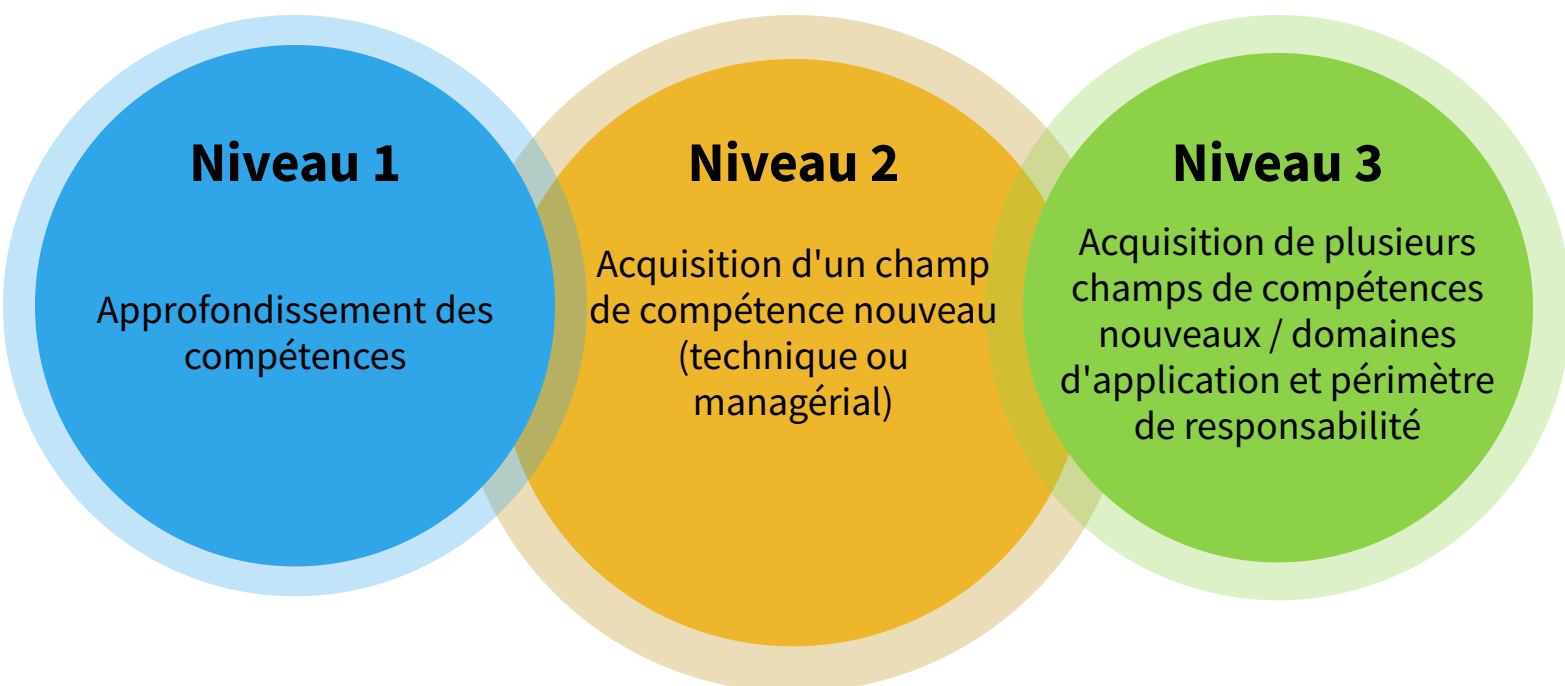 Niveau 1
Approfondissement des
compétences
Niveau 2
Acquisition d'un champ
de compétence nouveau
(technique ou
managérial)
Niveau 3
Acquisition de plusieurs
champs de compétences
nouveaux / domaines
d'application et périmètre
de responsabilité